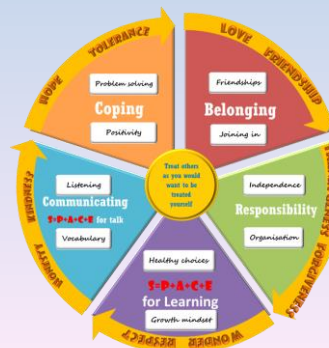 HOPE
TOLERANCE
LOVE
FRIENDSHIP
Problem solving
Coping
Positivity
Friendships
Belonging
Joining in
Treat others
as you would
want to be
treated
yourself
Listening
Communicating
S+P+A+C+E for talk
Vocabulary
Independence
Responsibility
Organisation
Healthy choices
S=P+A+C+E
for Learning
Growth mindset
HONESTY
KINDNESS
FORGIVENESS
WONDER
RESPECT